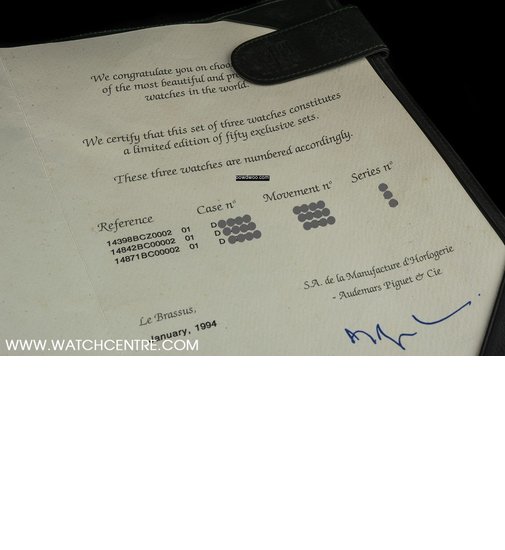 We congratulate you on
of the most beautiful and
watches in the world.
We certify that this set of three watches constitutes
a limited edition of fifty exclusive sets.
These three watches are numbered accordingly.
Reference Case n° Movement n° Series n°
14398BCZ0002 01 D
14842BC00002 01 D
14871BC00002 01 D
S.A. de la Manufacture d'Horlogerie
- Audemars Piguet & Cie
Le Brassus,
January, 1994
WWW.WATCHCENTRE.COM